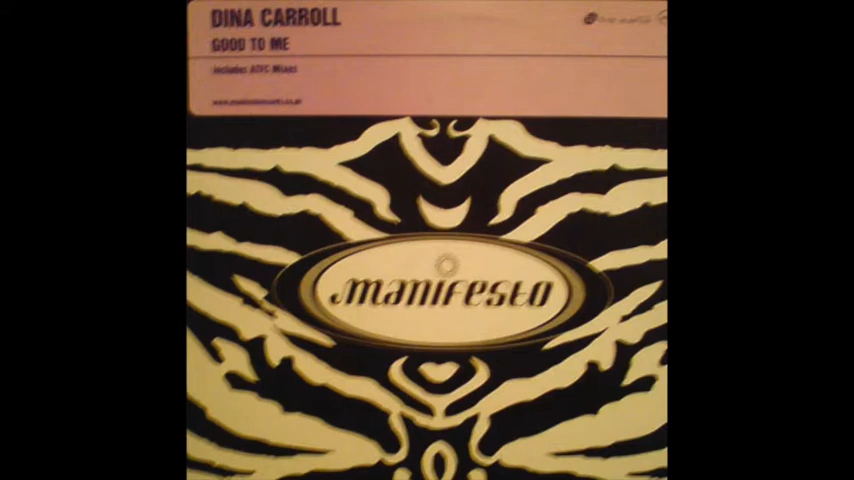 DINA CARROLL
GOOD TO ME
includes ATFC Mixes
manifesto